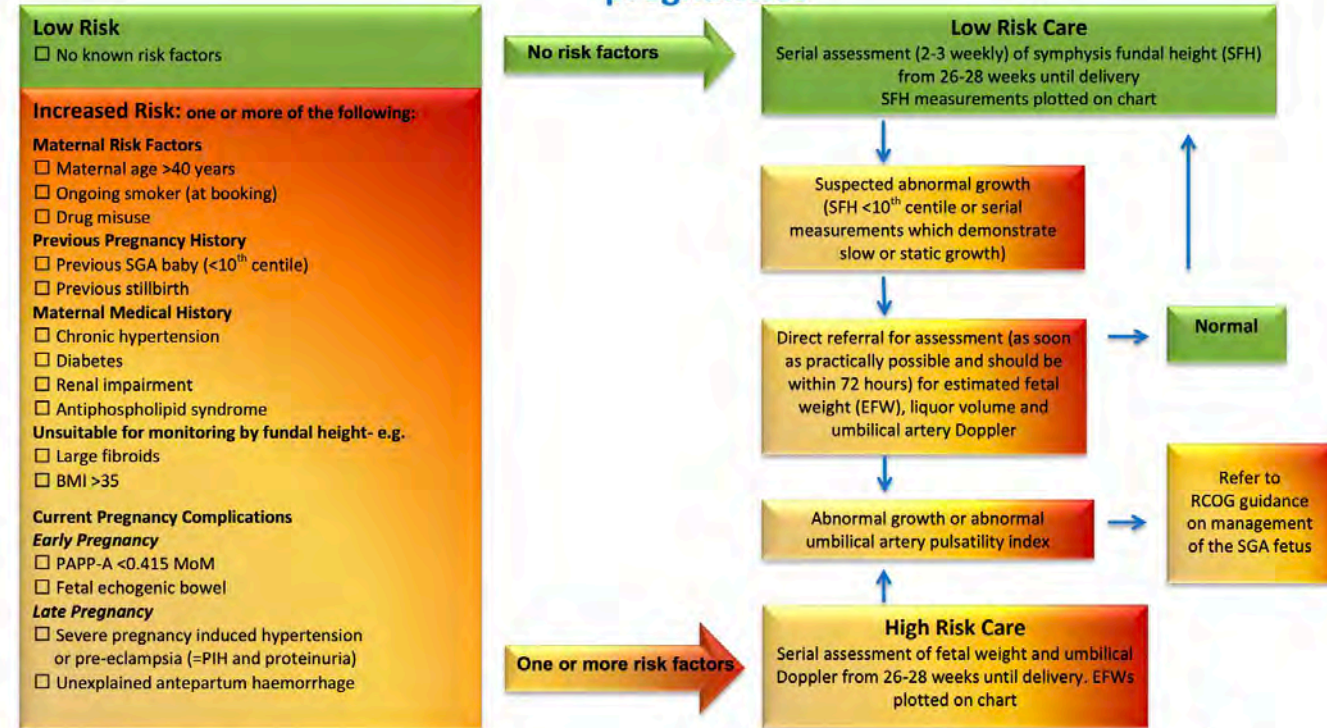 Low Risk
☐ No known risk factors
Increased Risk: one or more of the following:
Maternal Risk Factors
☐ Maternal age >40 years
☐ Ongoing smoker (at booking)
☐ Drug misuse
Previous Pregnancy History
☐ Previous SGA baby (<10th centile)
☐ Previous stillbirth
Maternal Medical History
☐ Chronic hypertension
☐ Diabetes
☐ Renal impairment
☐ Antiphospholipid syndrome
Unsuitable for monitoring by fundal height- e.g.
☐ Large fibroids
☐ BMI >35
Current Pregnancy Complications
Early Pregnancy
☐ PAPP-A <0.415 MoM
☐ Fetal echogenic bowel
Late Pregnancy
☐ Severe pregnancy induced hypertension
or pre-eclampsia (=PIH and proteinuria)
☐ Unexplained antepartum haemorrhage
No risk factors
One or more risk factors
Low Risk Care
Serial assessment (2-3 weekly) of symphysis fundal height (SFH)
from 26-28 weeks until delivery
SFH measurements plotted on chart
Suspected abnormal growth
(SFH <10th centile or serial
measurements which demonstrate
slow or static growth)
Direct referral for assessment (as soon
as practically possible and should be
within 72 hours) for estimated fetal
weight (EFW), liquor volume and
umbilical artery Doppler
Normal
Abnormal growth or abnormal
umbilical artery pulsatility index
Refer to
RCOG guidance
on management
of the SGA fetus
High Risk Care
Serial assessment of fetal weight and umbilical
Doppler from 26-28 weeks until delivery. EFWs
plotted on chart